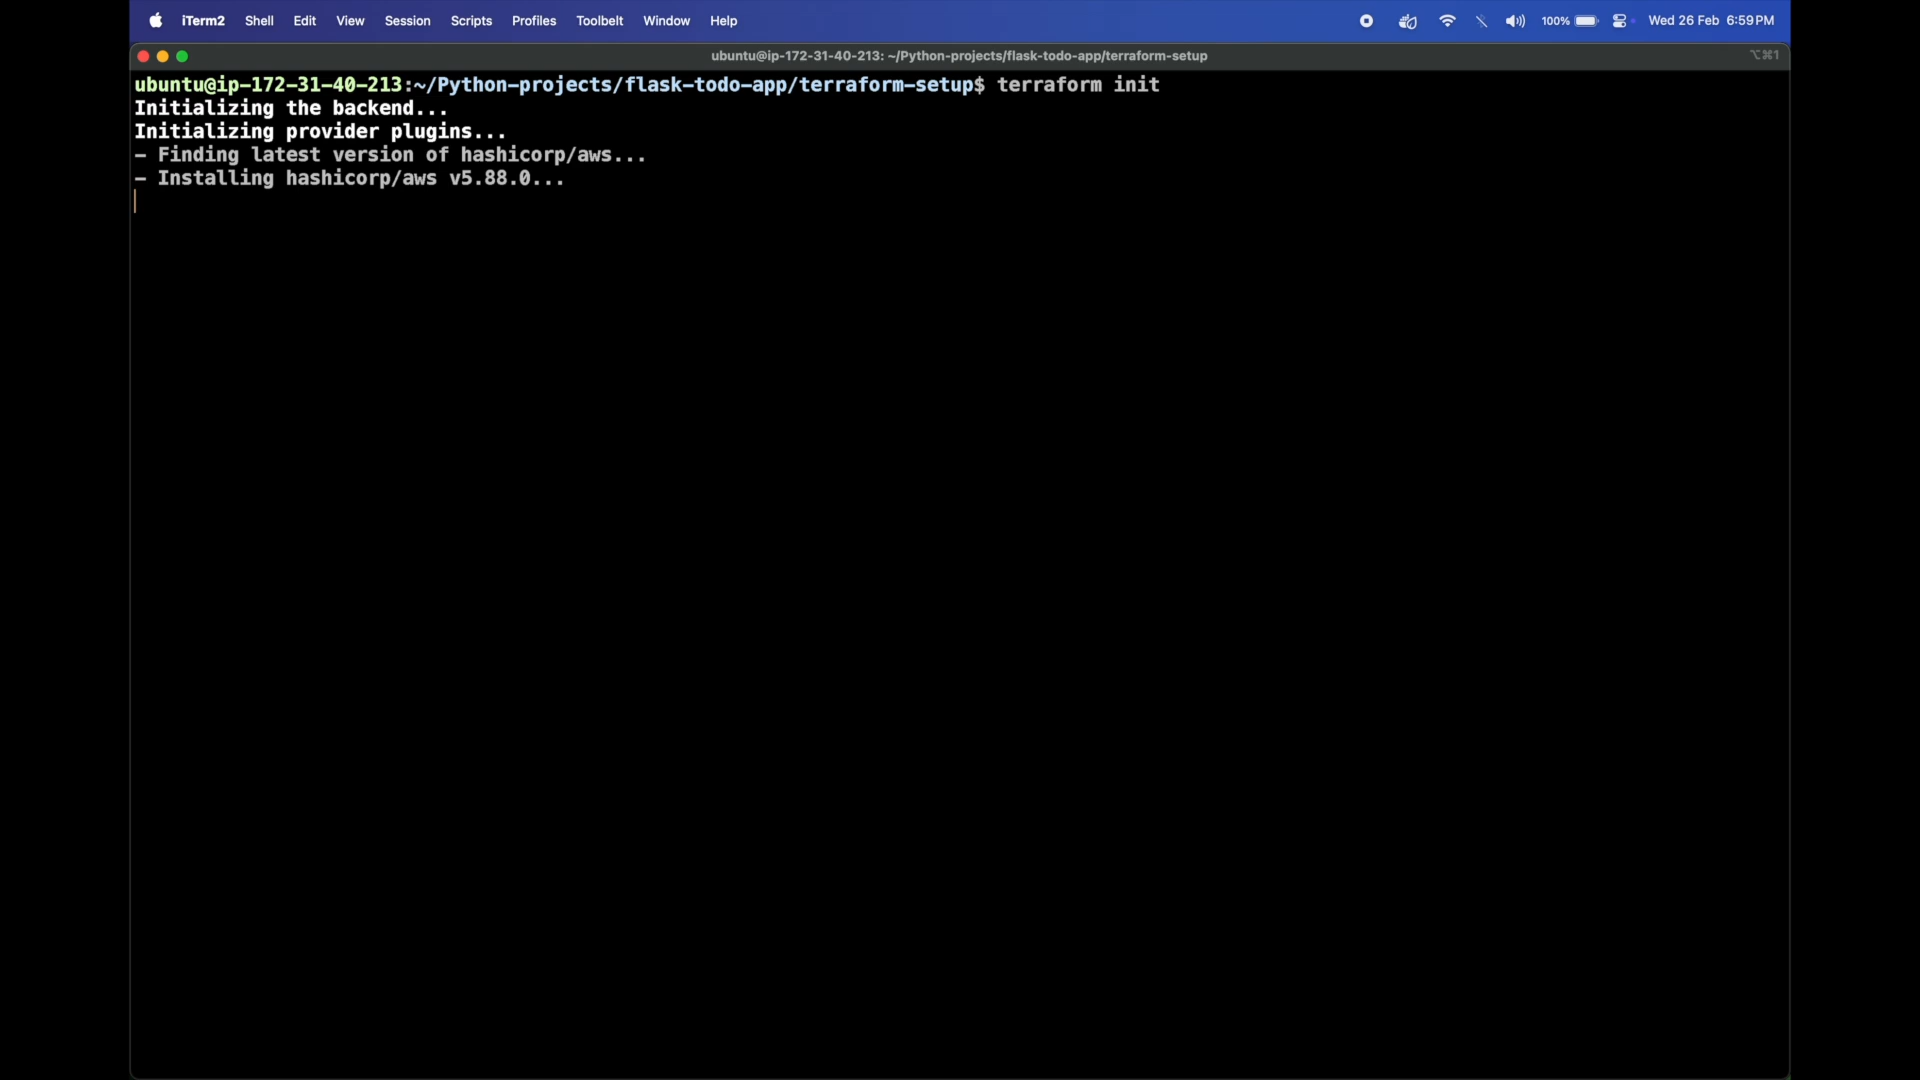 iTerm2 Shell Edit View Session Scripts Profiles Toolbelt Window Help 100% Wed 26 Feb 6:59 PM
ubuntu@ip-172-31-40-213: ~/Python-projects/flask-todo-app/terraform-setup ⌥⌘1
ubuntu@ip-172-31-40-213:~/Python-projects/flask-todo-app/terraform-setup$ terraform init
Initializing the backend...
Initializing provider plugins...
- Finding latest version of hashicorp/aws...
- Installing hashicorp/aws v5.88.0...